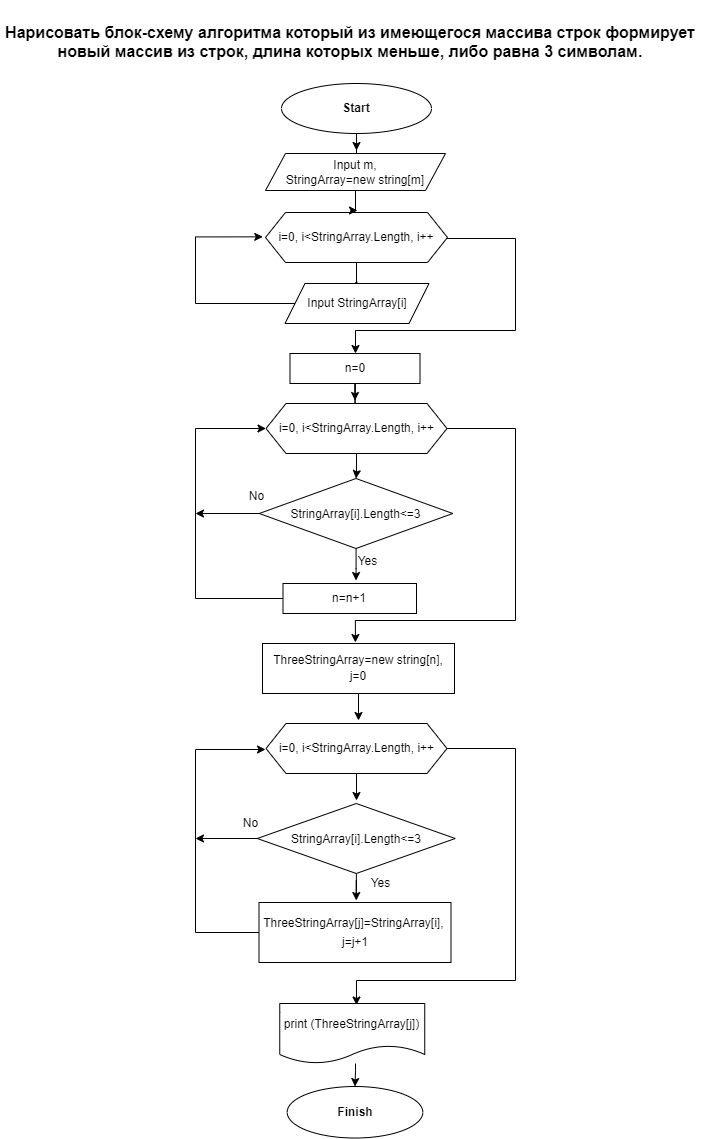 Нарисовать блок-схему алгоритма который из имеющегося массива строк формирует
новый массив из строк, длина которых меньше, либо равна 3 символам.
Start
Input m,
StringArray=new string[m]
i=0, i<StringArray.Length, i++
Input StringArray[i]
n=0
i=0, i<StringArray.Length, i++
No
StringArray[i].Length<=3
Yes
n=n+1
ThreeStringArray=new string[n],
j=0
i=0, i<StringArray.Length, i++
No
StringArray[i].Length<=3
Yes
ThreeStringArray[j]=StringArray[i],
j=j+1
print (ThreeStringArray[j])
Finish